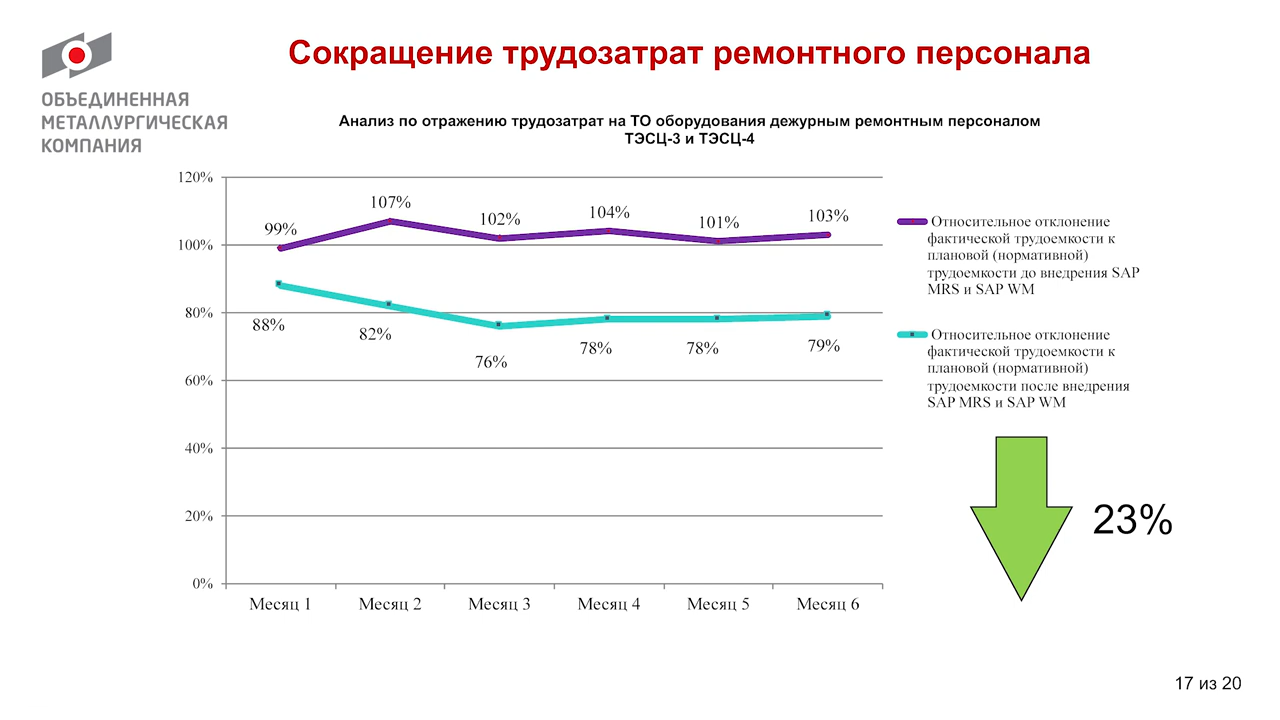 Сокращение трудозатрат ремонтного персонала
ОБЪЕДИНЕННАЯ
МЕТАЛЛУРГИЧЕСКАЯ
КОМПАНИЯ
Анализ по отражению трудозатрат на ТО оборудования дежурным ремонтным персоналом
ТЭСЦ-3 и ТЭСЦ-4
120%
100%
80%
60%
40%
20%
0%
99%
107%
102%
104%
101%
103%
88%
82%
76%
78%
78%
79%
Месяц 1
Месяц 2
Месяц 3
Месяц 4
Месяц 5
Месяц 6
Относительное отклонение
фактической трудоемкости к
плановой (нормативной)
трудоемкости до внедрения SAP
MRS и SAP WM
Относительное отклонение
фактической трудоемкости к
плановой (нормативной)
трудоемкости после внедрения
SAP MRS и SAP WM
23%
17 из 20